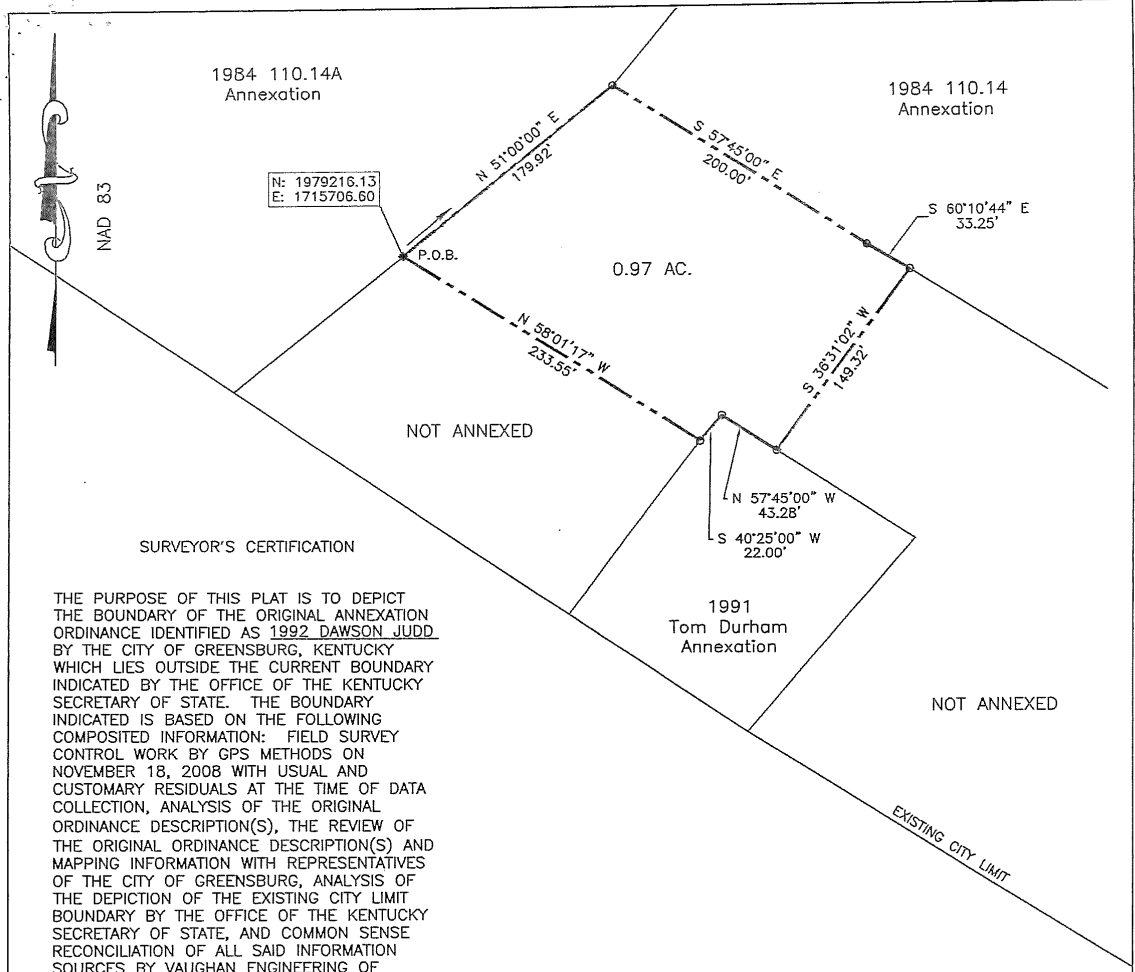 1984 110.14A
Annexation
1984 110.14
Annexation
NAD 83
N 51°00'00" E
179.92'
S 57°45'00" E
200.00'
N: 1979216.13
E: 1715706.60
S 60°10'44" E
33.25'
P.O.B.
0.97 AC.
N 58°01'17" W
233.55'
S 36°31'02" W
149.32'
NOT ANNEXED
N 57°45'00" W
43.28'
S 40°25'00" W
22.00'
SURVEYOR'S CERTIFICATION
THE PURPOSE OF THIS PLAT IS TO DEPICT
THE BOUNDARY OF THE ORIGINAL ANNEXATION
ORDINANCE IDENTIFIED AS 1992 DAWSON JUDD
BY THE CITY OF GREENSBURG, KENTUCKY
WHICH LIES OUTSIDE THE CURRENT BOUNDARY
INDICATED BY THE OFFICE OF THE KENTUCKY
SECRETARY OF STATE. THE BOUNDARY
INDICATED IS BASED ON THE FOLLOWING
COMPOSITED INFORMATION: FIELD SURVEY
CONTROL WORK BY GPS METHODS ON
NOVEMBER 18, 2008 WITH USUAL AND
CUSTOMARY RESIDUALS AT THE TIME OF DATA
COLLECTION, ANALYSIS OF THE ORIGINAL
ORDINANCE DESCRIPTION(S), THE REVIEW OF
THE ORIGINAL ORDINANCE DESCRIPTION(S) AND
MAPPING INFORMATION WITH REPRESENTATIVES
OF THE CITY OF GREENSBURG, ANALYSIS OF
THE DEPICTION OF THE EXISTING CITY LIMIT
BOUNDARY BY THE OFFICE OF THE KENTUCKY
SECRETARY OF STATE, AND COMMON SENSE
RECONCILIATION OF ALL SAID INFORMATION
SOURCES BY VAUGHAN ENGINEERING OF
1991
Tom Durham
Annexation
NOT ANNEXED
EXISTING CITY LIMIT